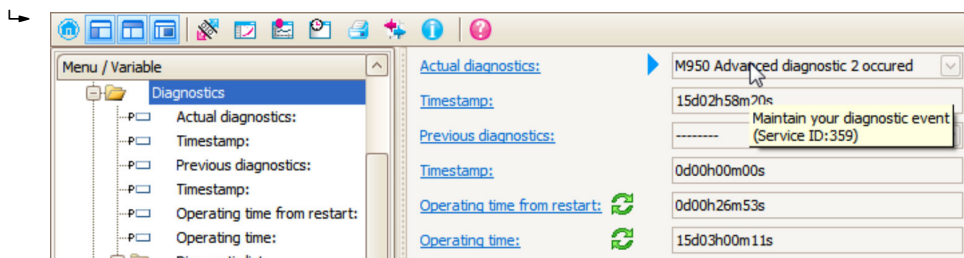 Menu / Variable
Diagnostics
Actual diagnostics:
Timestamp:
Previous diagnostics:
Timestamp:
Operating time from restart:
Operating time:
Actual diagnostics:
M950 Advanced diagnostic 2 occured
Timestamp:
15d02h58m20s
Maintain your diagnostic event
(Service ID:359)
Previous diagnostics:
--------
Timestamp:
0d00h00m00s
Operating time from restart:
0d00h26m53s
Operating time:
15d03h00m11s